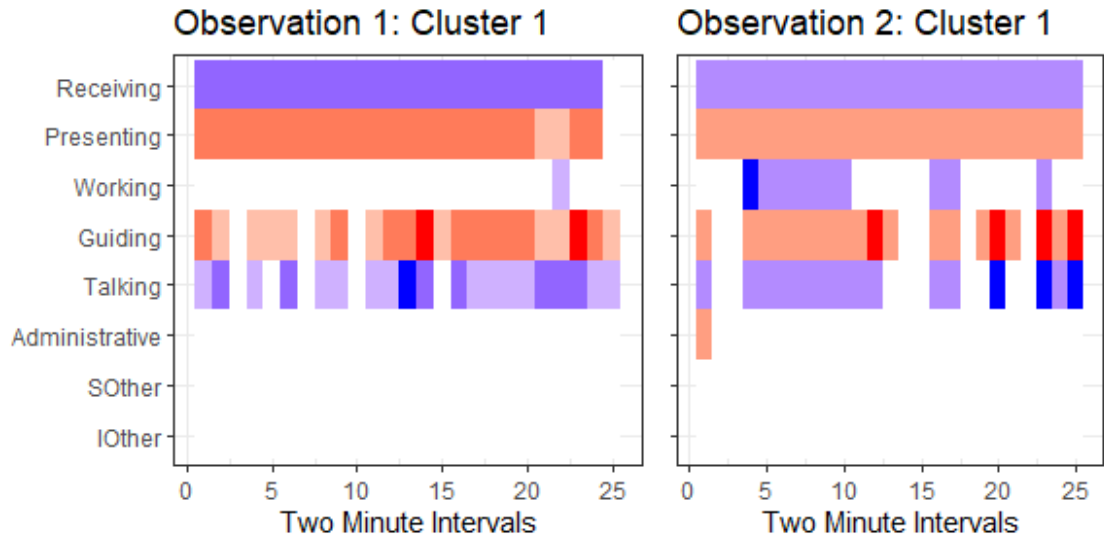 Observation 1: Cluster 1
Observation 2: Cluster 1
Receiving
Presenting
Working
Guiding
Talking
Administrative
SOther
IOther
0 5 10 15 20 25
0 5 10 15 20 25
Two Minute Intervals
Two Minute Intervals